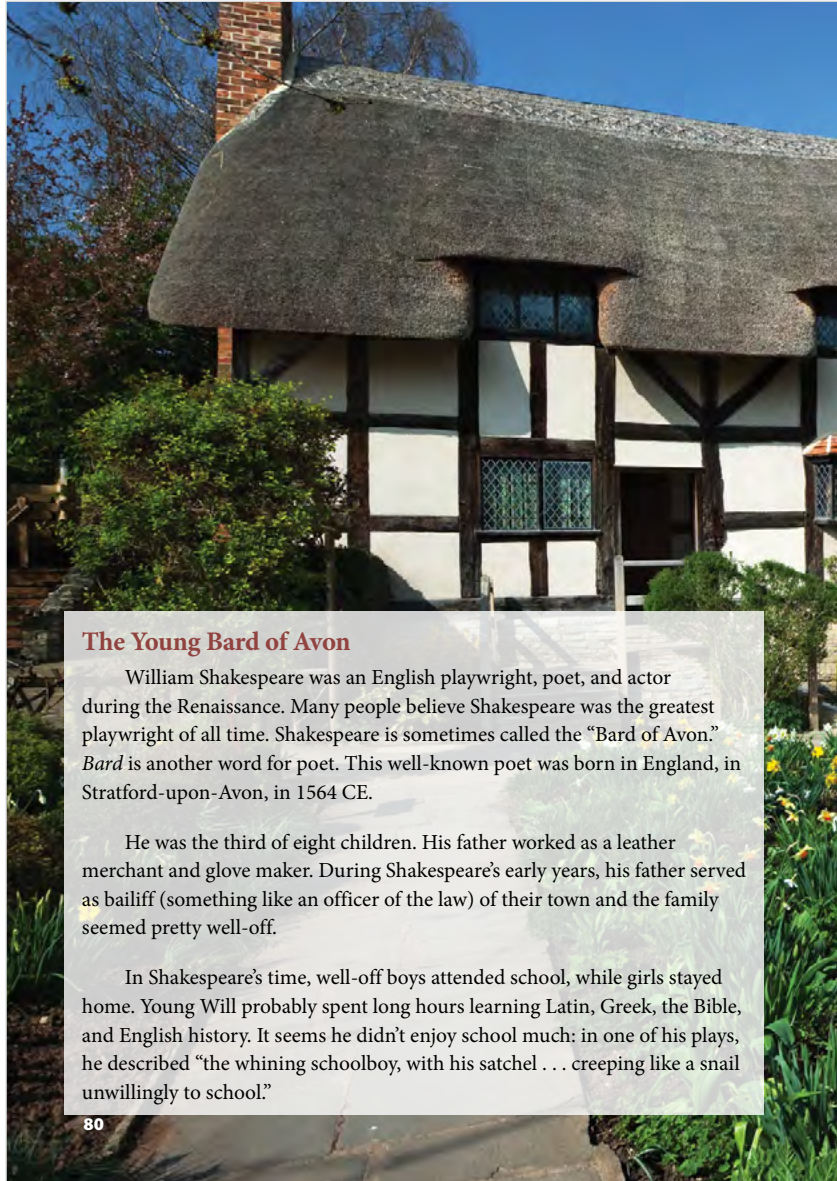 The Young Bard of Avon
William Shakespeare was an English playwright, poet, and actor
during the Renaissance. Many people believe Shakespeare was the greatest
playwright of all time. Shakespeare is sometimes called the “Bard of Avon.”
Bard is another word for poet. This well-known poet was born in England, in
Stratford-upon-Avon, in 1564 CE.
He was the third of eight children. His father worked as a leather
merchant and glove maker. During Shakespeare’s early years, his father served
as bailiff (something like an officer of the law) of their town and the family
seemed pretty well-off.
In Shakespeare’s time, well-off boys attended school, while girls stayed
home. Young Will probably spent long hours learning Latin, Greek, the Bible,
and English history. It seems he didn’t enjoy school much: in one of his plays,
he described “the whining schoolboy, with his satchel . . . creeping like a snail
unwillingly to school.”
80